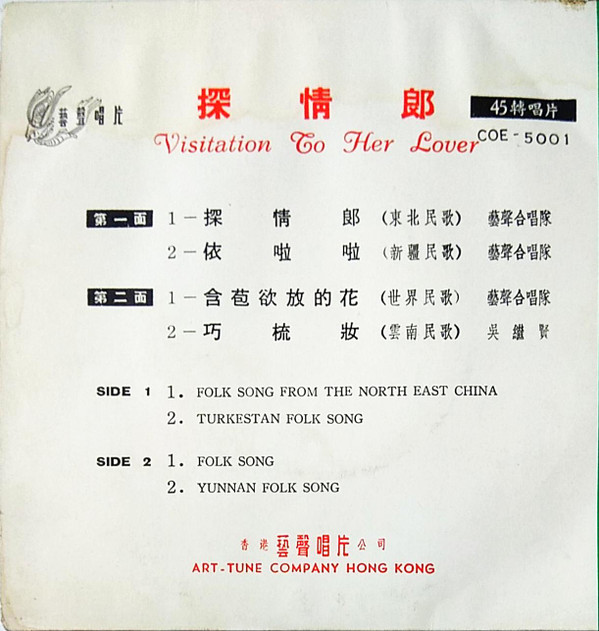 藝聲唱片
探情郎
45轉唱片
Visitation To Her Lover
COE-5001
第一面 1－探情郎 (東北民歌) 藝聲合唱隊
2－依啦啦 (新疆民歌) 藝聲合唱隊
第二面 1－含苞欲放的花 (世界民歌) 藝聲合唱隊
2－巧梳妝 (雲南民歌) 吳繼賢
SIDE 1 1. FOLK SONG FROM THE NORTH EAST CHINA
2. TURKESTAN FOLK SONG
SIDE 2 1. FOLK SONG
2. YUNNAN FOLK SONG
香港藝聲唱片公司
ART-TUNE COMPANY HONG KONG